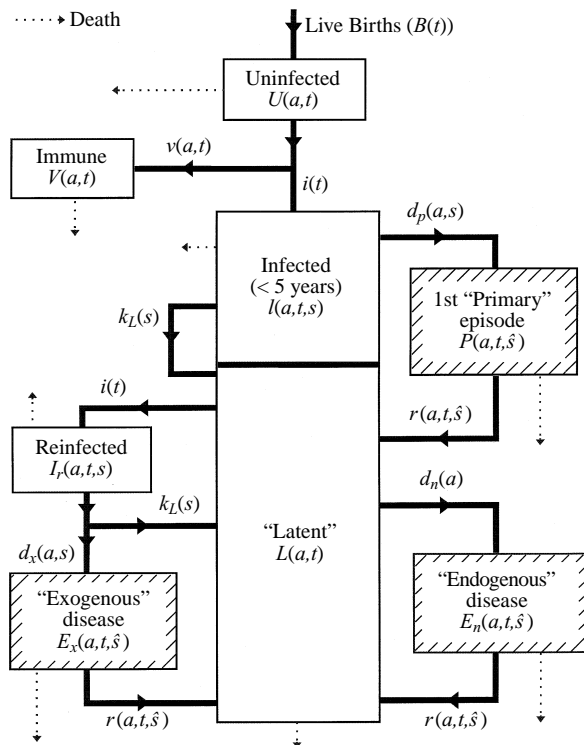 Death
Live Births (B(t))
Uninfected
U(a,t)
v(a,t)
Immune
V(a,t)
i(t)
d_p(a,s)
Infected
(< 5 years)
l(a,t,s)
1st “Primary”
episode
P(a,t,ŝ)
k_L(s)
i(t)
r(a,t,ŝ)
Reinfected
I_r(a,t,s)
d_n(a)
k_L(s)
“Latent”
L(a,t)
d_x(a,s)
“Exogenous”
disease
E_x(a,t,ŝ)
“Endogenous”
disease
E_n(a,t,ŝ)
r(a,t,ŝ)
r(a,t,ŝ)